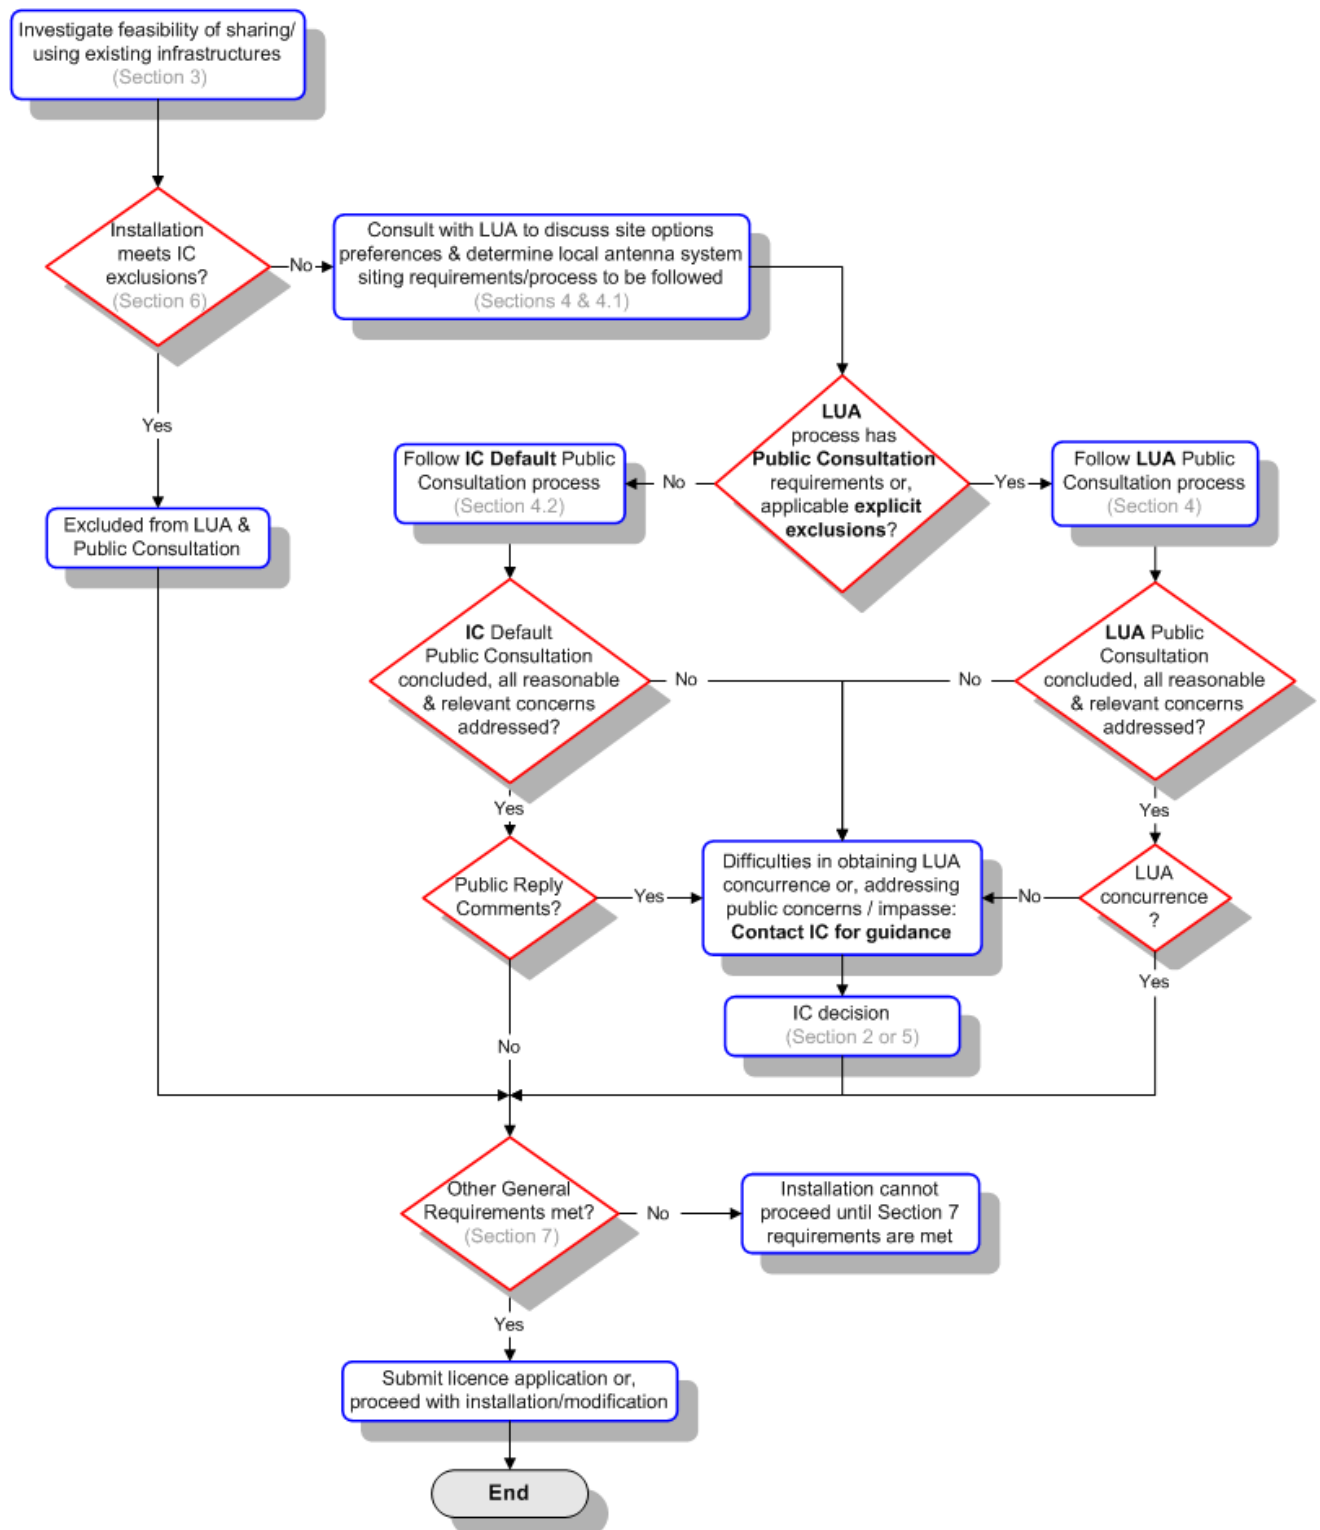 Investigate feasibility of sharing/
using existing infrastructures
(Section 3)
Installation
meets IC
exclusions?
(Section 6)
No
Consult with LUA to discuss site options
preferences & determine local antenna system
siting requirements/process to be followed
(Sections 4 & 4.1)
Yes
LUA
process has
Public Consultation
requirements or,
applicable explicit
exclusions?
No
Follow IC Default Public
Consultation process
(Section 4.2)
Yes
Follow LUA Public
Consultation process
(Section 4)
Excluded from LUA &
Public Consultation
IC Default
Public Consultation
concluded, all reasonable
& relevant concerns
addressed?
No
No
LUA Public
Consultation
concluded, all reasonable
& relevant concerns
addressed?
Yes
Yes
Public Reply
Comments?
Yes
Difficulties in obtaining LUA
concurrence or, addressing
public concerns / impasse:
Contact IC for guidance
No
LUA
concurrence
?
Yes
IC decision
(Section 2 or 5)
No
Other General
Requirements met?
(Section 7)
No
Installation cannot
proceed until Section 7
requirements are met
Yes
Submit licence application or,
proceed with installation/modification
End